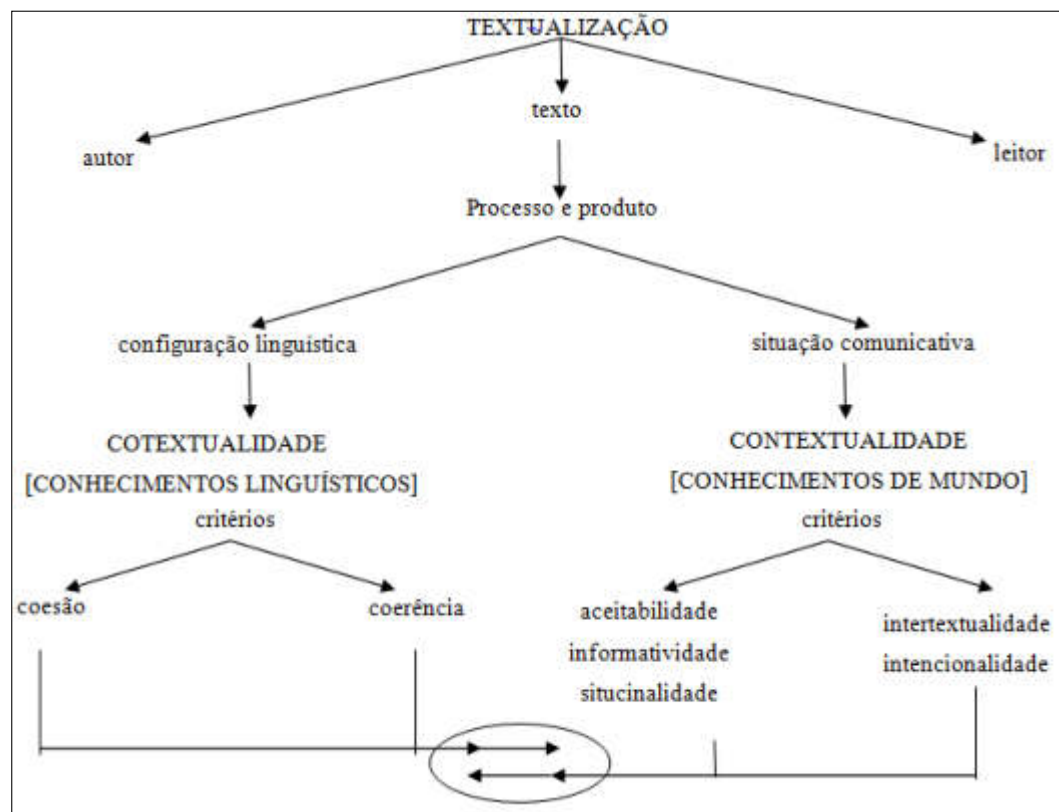 TEXTUALIZAÇÃO
texto
autor
leitor
Processo e produto
configuração linguística
situação comunicativa
COTEXTUALIDADE
[CONHECIMENTOS LINGUÍSTICOS]
critérios
CONTEXTUALIDADE
[CONHECIMENTOS DE MUNDO]
critérios
coesão
coerência
aceitabilidade
informatividade
situcinalidade
intertextualidade
intencionalidade